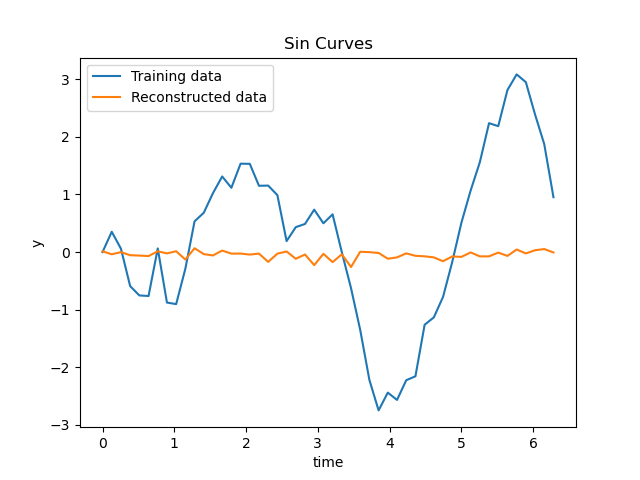 Sin Curves
Training data
Reconstructed data
3
2
1
0
−1
−2
−3
y
0 1 2 3 4 5 6
time